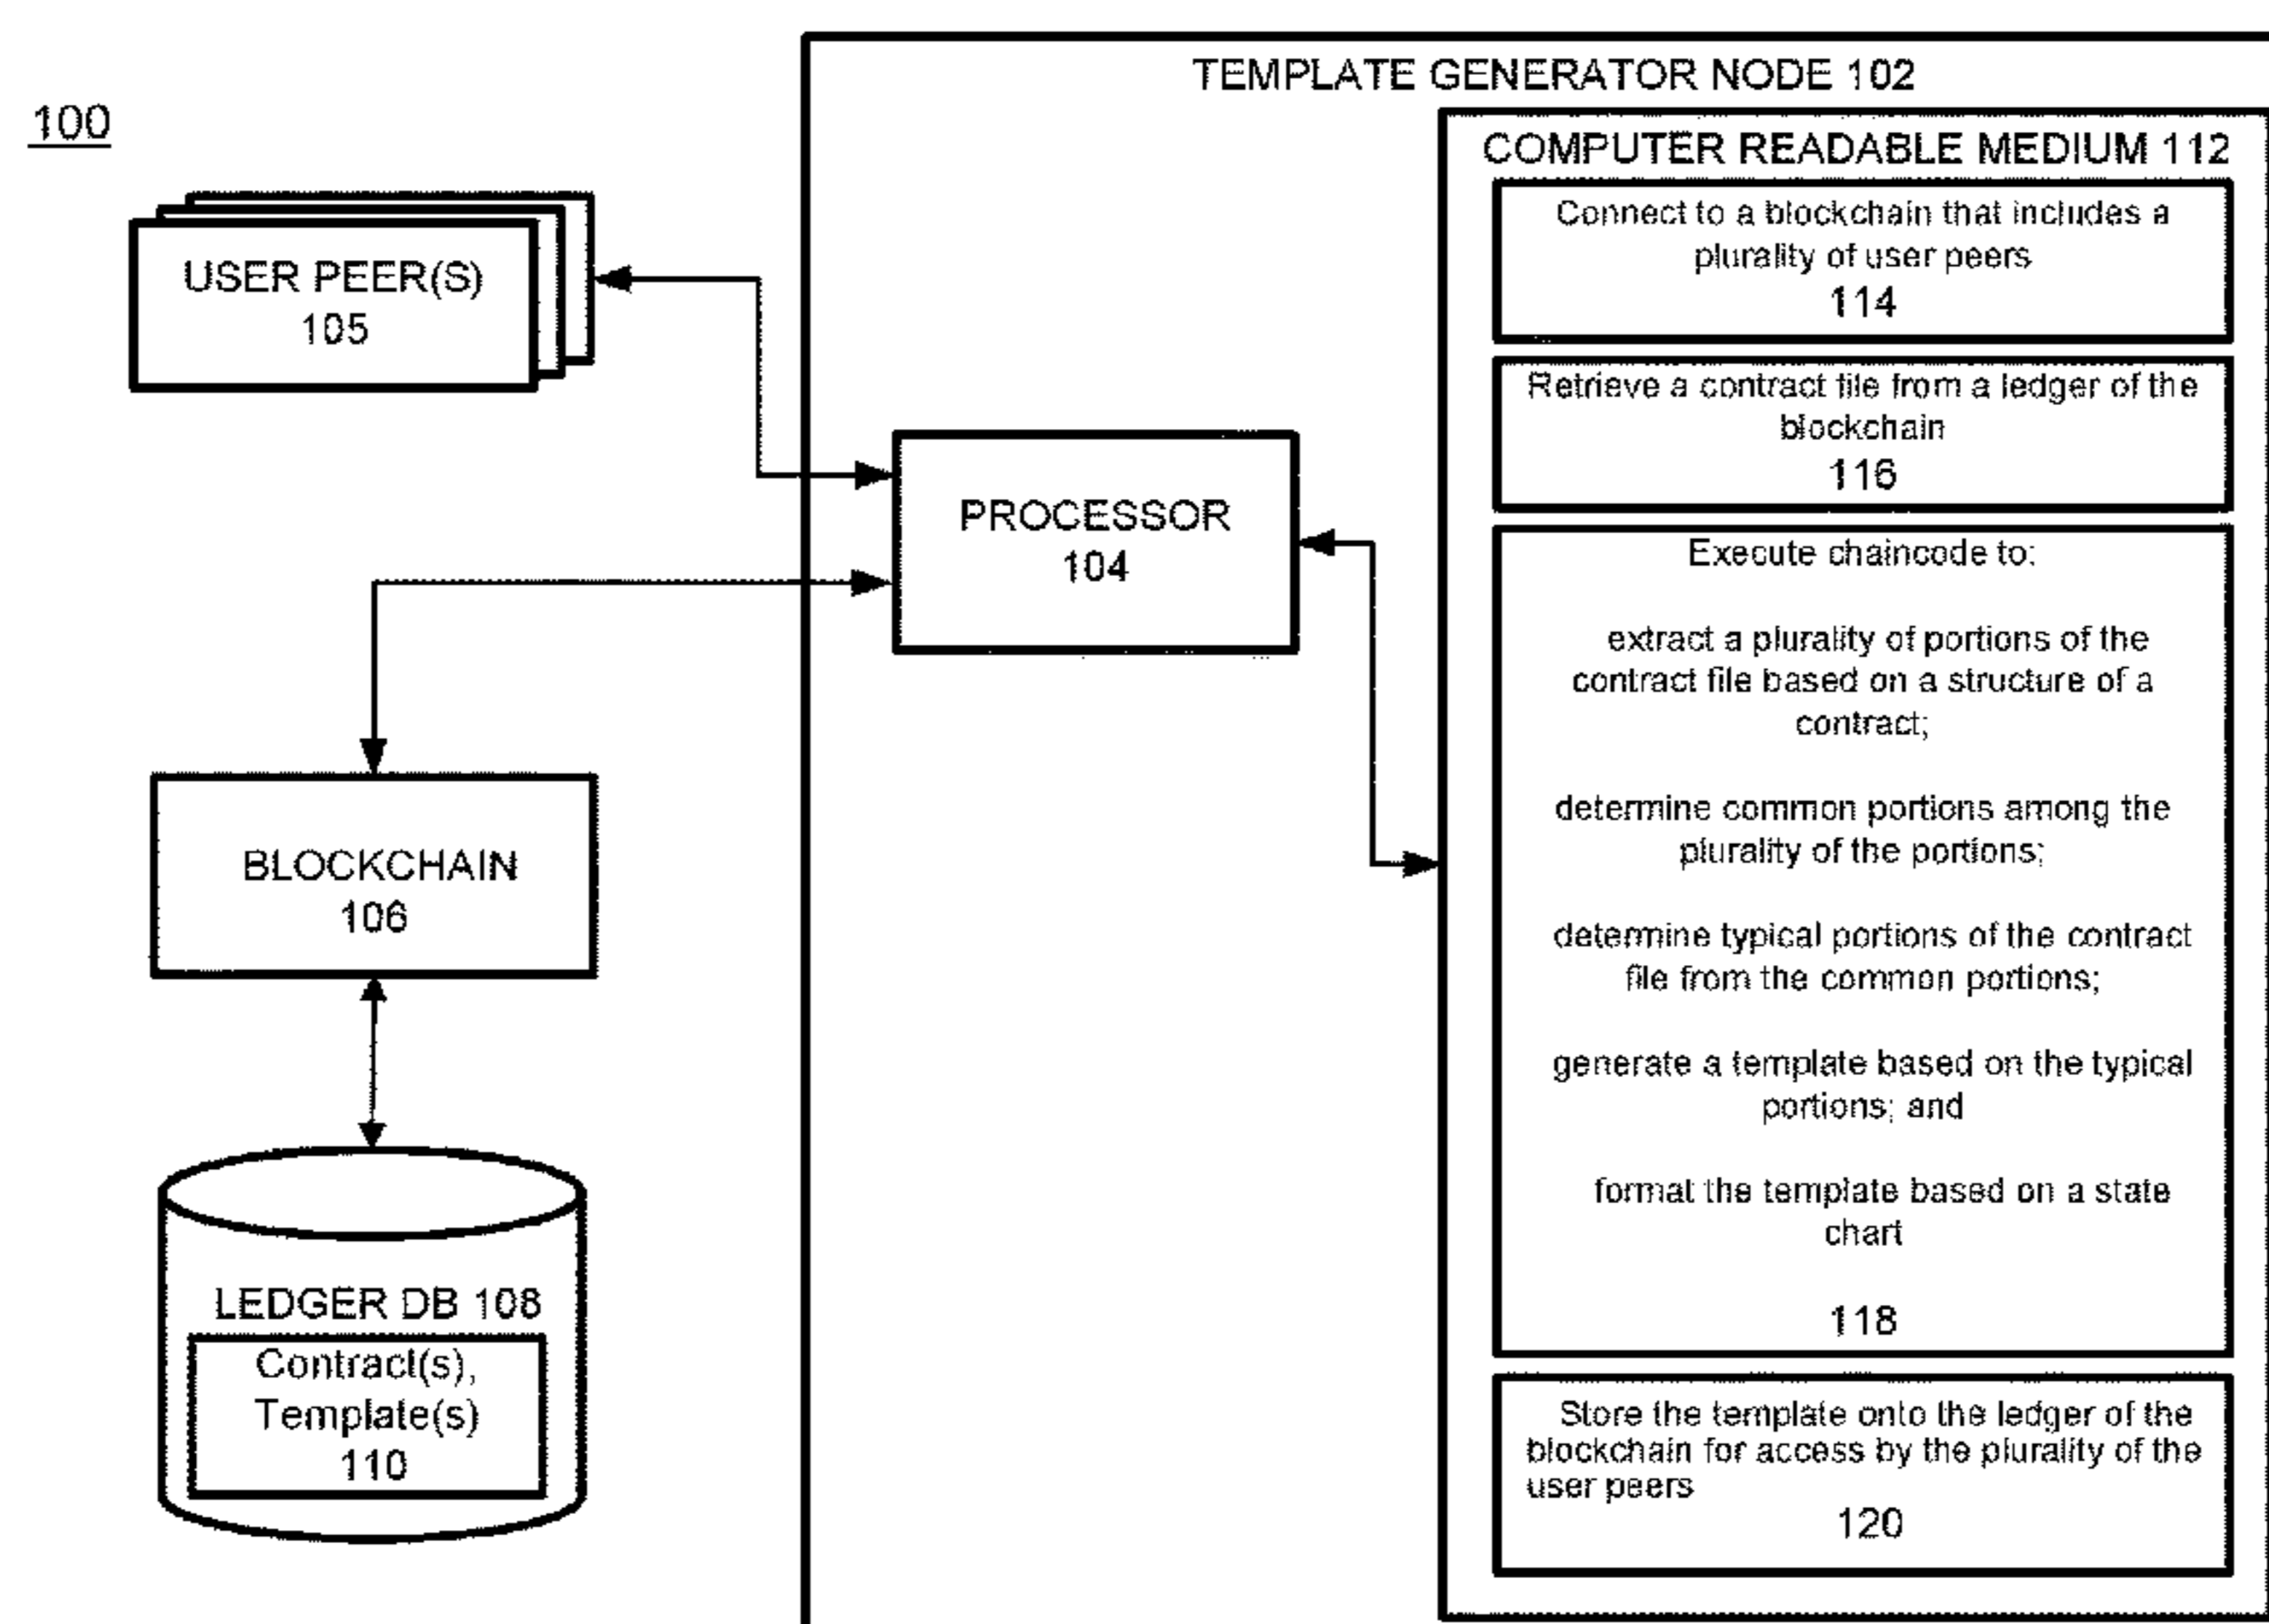 100
TEMPLATE GENERATOR NODE 102
USER PEER(S)
105
PROCESSOR
104
BLOCKCHAIN
106
LEDGER DB 108
Contract(s),
Template(s)
110
COMPUTER READABLE MEDIUM 112
Connect to a blockchain that includes a
plurality of user peers
114
Retrieve a contract file from a ledger of the
blockchain
116
Execute chaincode to:
extract a plurality of portions of the
contract file based on a structure of a
contract;
determine common portions among the
plurality of the portions;
determine typical portions of the contract
file from the common portions;
generate a template based on the typical
portions; and
format the template based on a state
chart
118
Store the template onto the ledger of the
blockchain for access by the plurality of the
user peers
120